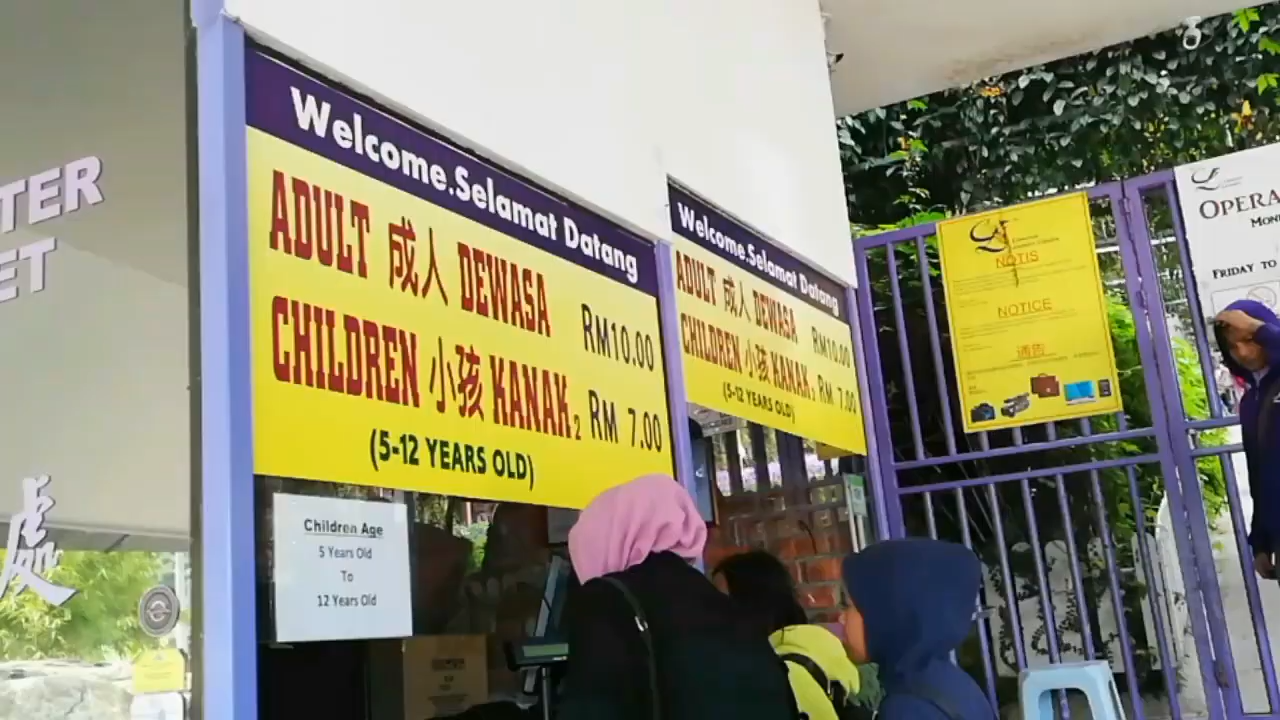 TER
ET
處
Welcome.Selamat Datang
ADULT 成人 DEWASA RM10.00
CHILDREN 小孩 KANAK2 RM 7.00
(5-12 YEARS OLD)
Children Age
5 Years Old
To
12 Years Old
Welcome.Selamat Datang
ADULT 成人 DEWASA RM10.00
CHILDREN 小孩 KANAK2 RM 7.00
(5-12 YEARS OLD)
NOTIS
NOTICE
通告
OPERA
MON
FRIDAY TO